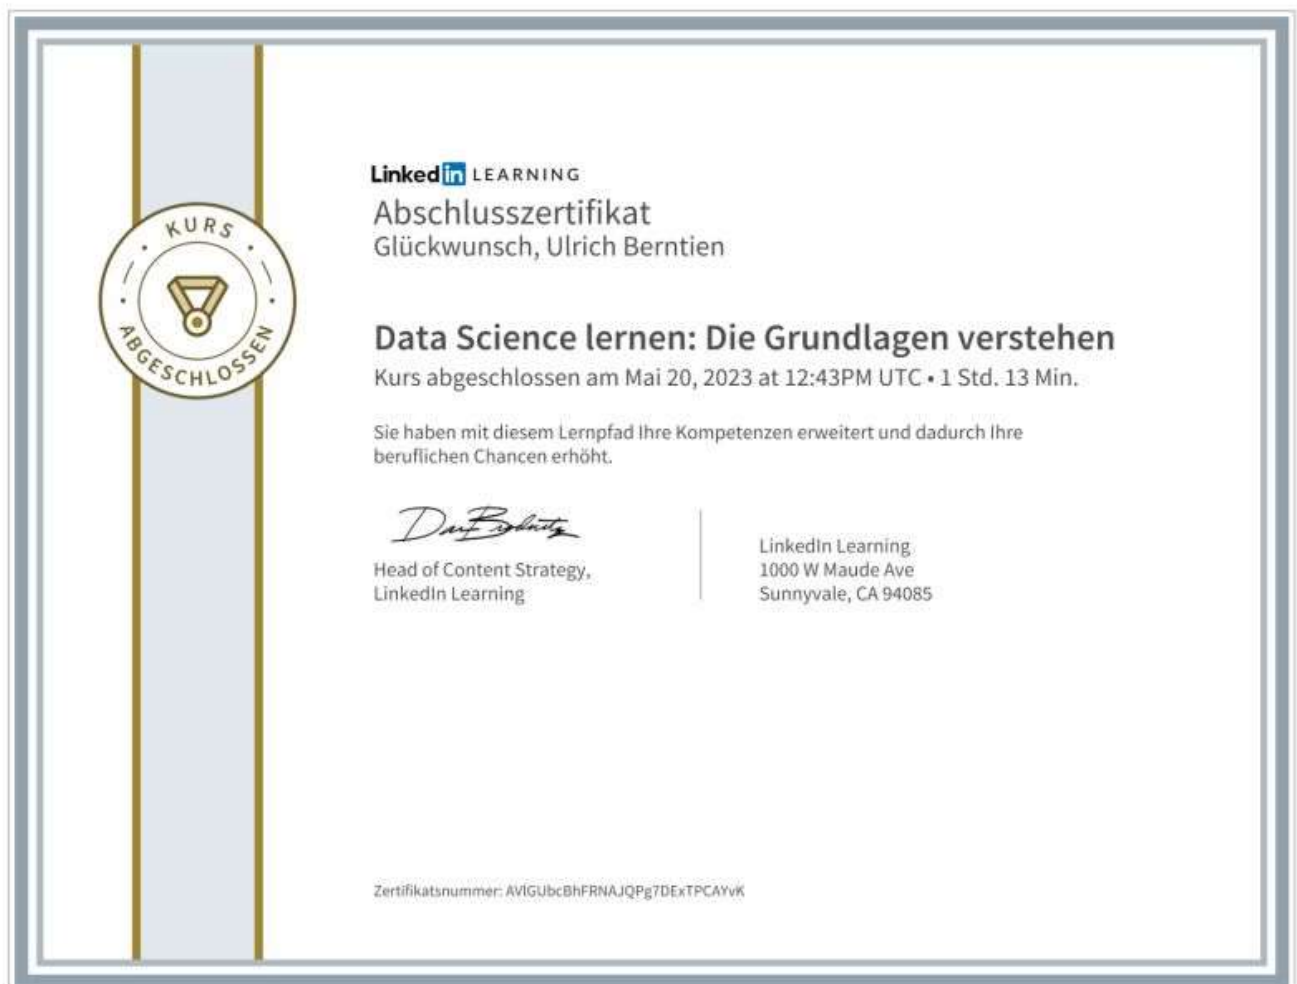 KURS
ABGESCHLOSSEN
Linkedin LEARNING
Abschlusszertifikat
Glückwunsch, Ulrich Berntien
Data Science lernen: Die Grundlagen verstehen
Kurs abgeschlossen am Mai 20, 2023 at 12:43PM UTC • 1 Std. 13 Min.
Sie haben mit diesem Lernpfad Ihre Kompetenzen erweitert und dadurch Ihre
beruflichen Chancen erhöht.
Head of Content Strategy,
LinkedIn Learning
LinkedIn Learning
1000 W Maude Ave
Sunnyvale, CA 94085
Zertifikatsnummer: AVlGUbcBhFRNAJQPg7DExTPCAYvK